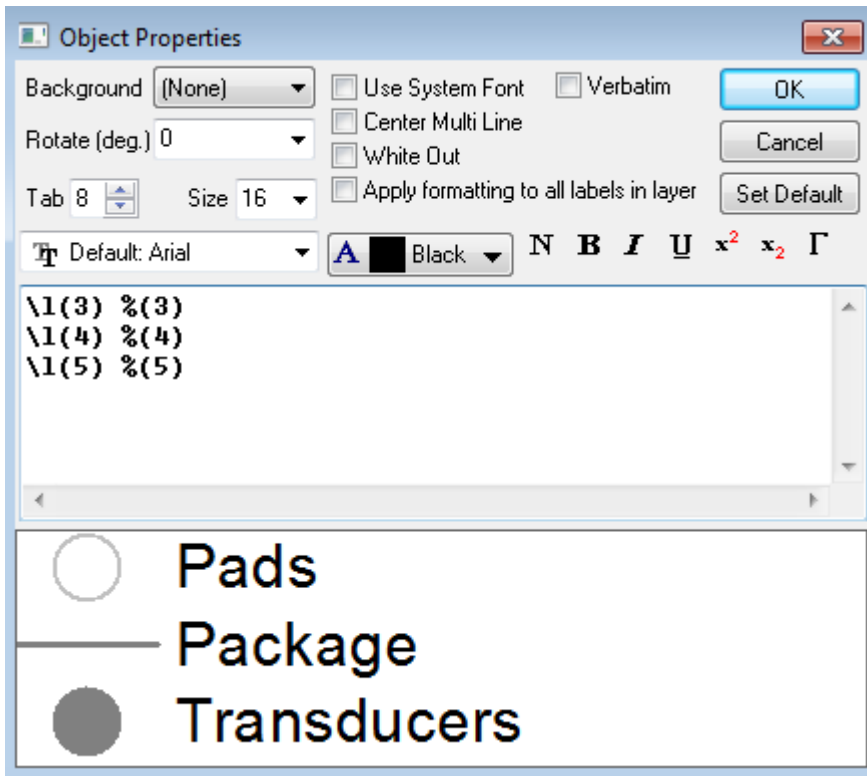 Object Properties
Background (None) Use System Font Verbatim OK
Rotate (deg.) 0 Center Multi Line Cancel
White Out
Tab 8 Size 16 Apply formatting to all labels in layer Set Default
Default: Arial A Black N B I U x² x₂ Γ
\l(3) %(3)
\l(4) %(4)
\l(5) %(5)
Pads
Package
Transducers